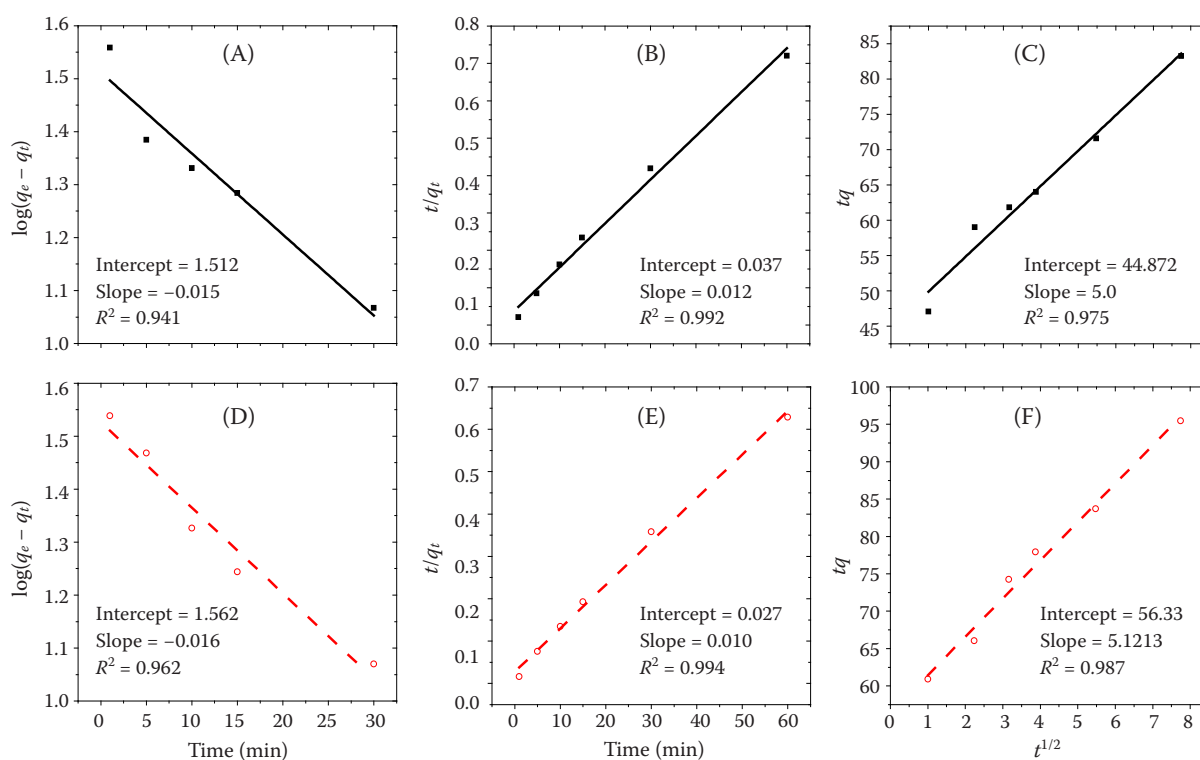 1.6
1.5
1.4
1.3
1.2
1.1
1.0
log(qe − qt)
(A)
Intercept = 1.512
Slope = −0.015
R² = 0.941
0.8
0.7
0.6
0.4
0.2
0.1
0.0
t/qt
(B)
Intercept = 0.037
Slope = 0.012
R² = 0.992
85
80
75
70
65
60
55
50
45
tq
(C)
Intercept = 44.872
Slope = 5.0
R² = 0.975
1.6
1.5
1.4
1.3
1.2
1.1
1.0
log(qe − qt)
(D)
Intercept = 1.562
Slope = −0.016
R² = 0.962
0 5 10 15 20 25 30
Time (min)
0.7
0.6
0.4
0.2
0.1
0.0
t/qt
(E)
Intercept = 0.027
Slope = 0.010
R² = 0.994
0 10 20 30 40 50 60
Time (min)
100
95
90
85
80
75
70
65
60
tq
(F)
Intercept = 56.33
Slope = 5.1213
R² = 0.987
0 1 2 3 4 5 6 7 8
t1/2